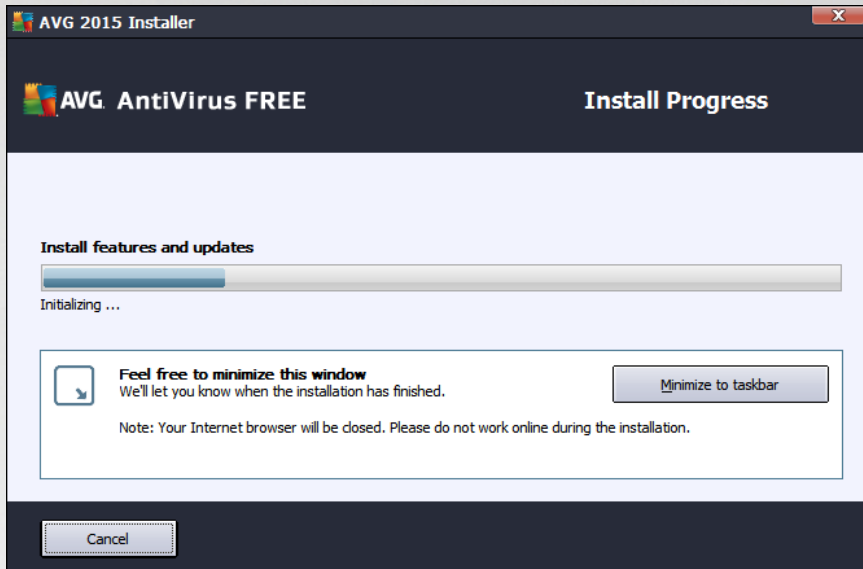 AVG 2015 Installer
X
AVG. AntiVirus FREE
Install Progress
Install features and updates
Initializing ...
Feel free to minimize this window
We'll let you know when the installation has finished.
Minimize to taskbar
Note: Your Internet browser will be closed. Please do not work online during the installation.
Cancel